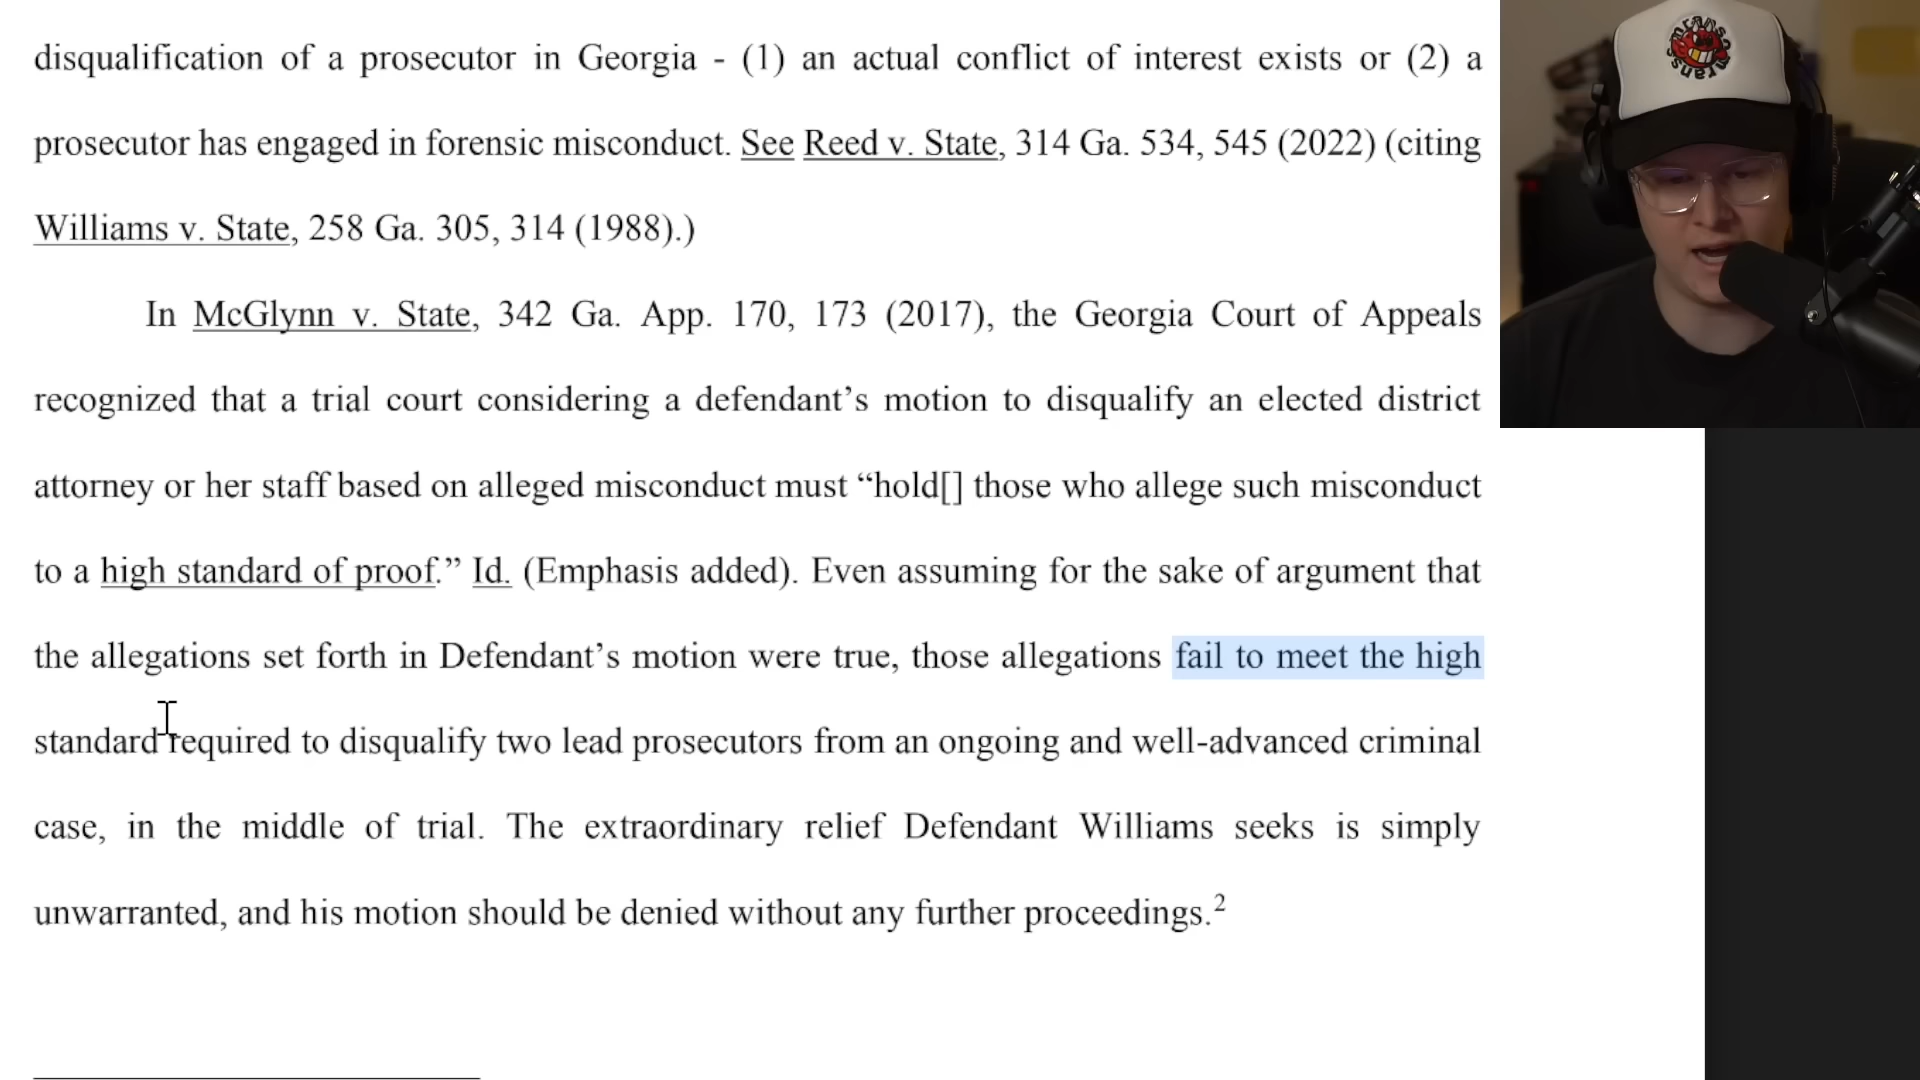 disqualification of a prosecutor in Georgia - (1) an actual conflict of interest exists or (2) a
prosecutor has engaged in forensic misconduct. See Reed v. State, 314 Ga. 534, 545 (2022) (citing
Williams v. State, 258 Ga. 305, 314 (1988).)
In McGlynn v. State, 342 Ga. App. 170, 173 (2017), the Georgia Court of Appeals
recognized that a trial court considering a defendant’s motion to disqualify an elected district
attorney or her staff based on alleged misconduct must “hold[] those who allege such misconduct
to a high standard of proof.” Id. (Emphasis added). Even assuming for the sake of argument that
the allegations set forth in Defendant’s motion were true, those allegations fail to meet the high
standard required to disqualify two lead prosecutors from an ongoing and well-advanced criminal
case, in the middle of trial. The extraordinary relief Defendant Williams seeks is simply
unwarranted, and his motion should be denied without any further proceedings.2